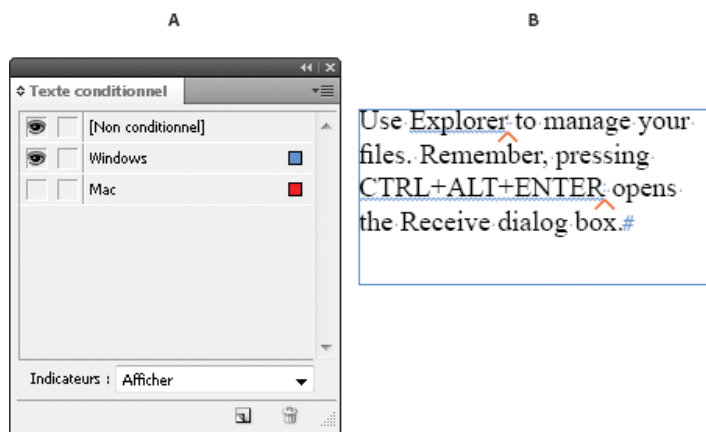 A
B
Texte conditionnel
[Non conditionnel]
Windows
Mac
Indicateurs : Afficher
Use Explorer to manage your
files. Remember, pressing
CTRL+ALT+ENTER opens
the Receive dialog box.#